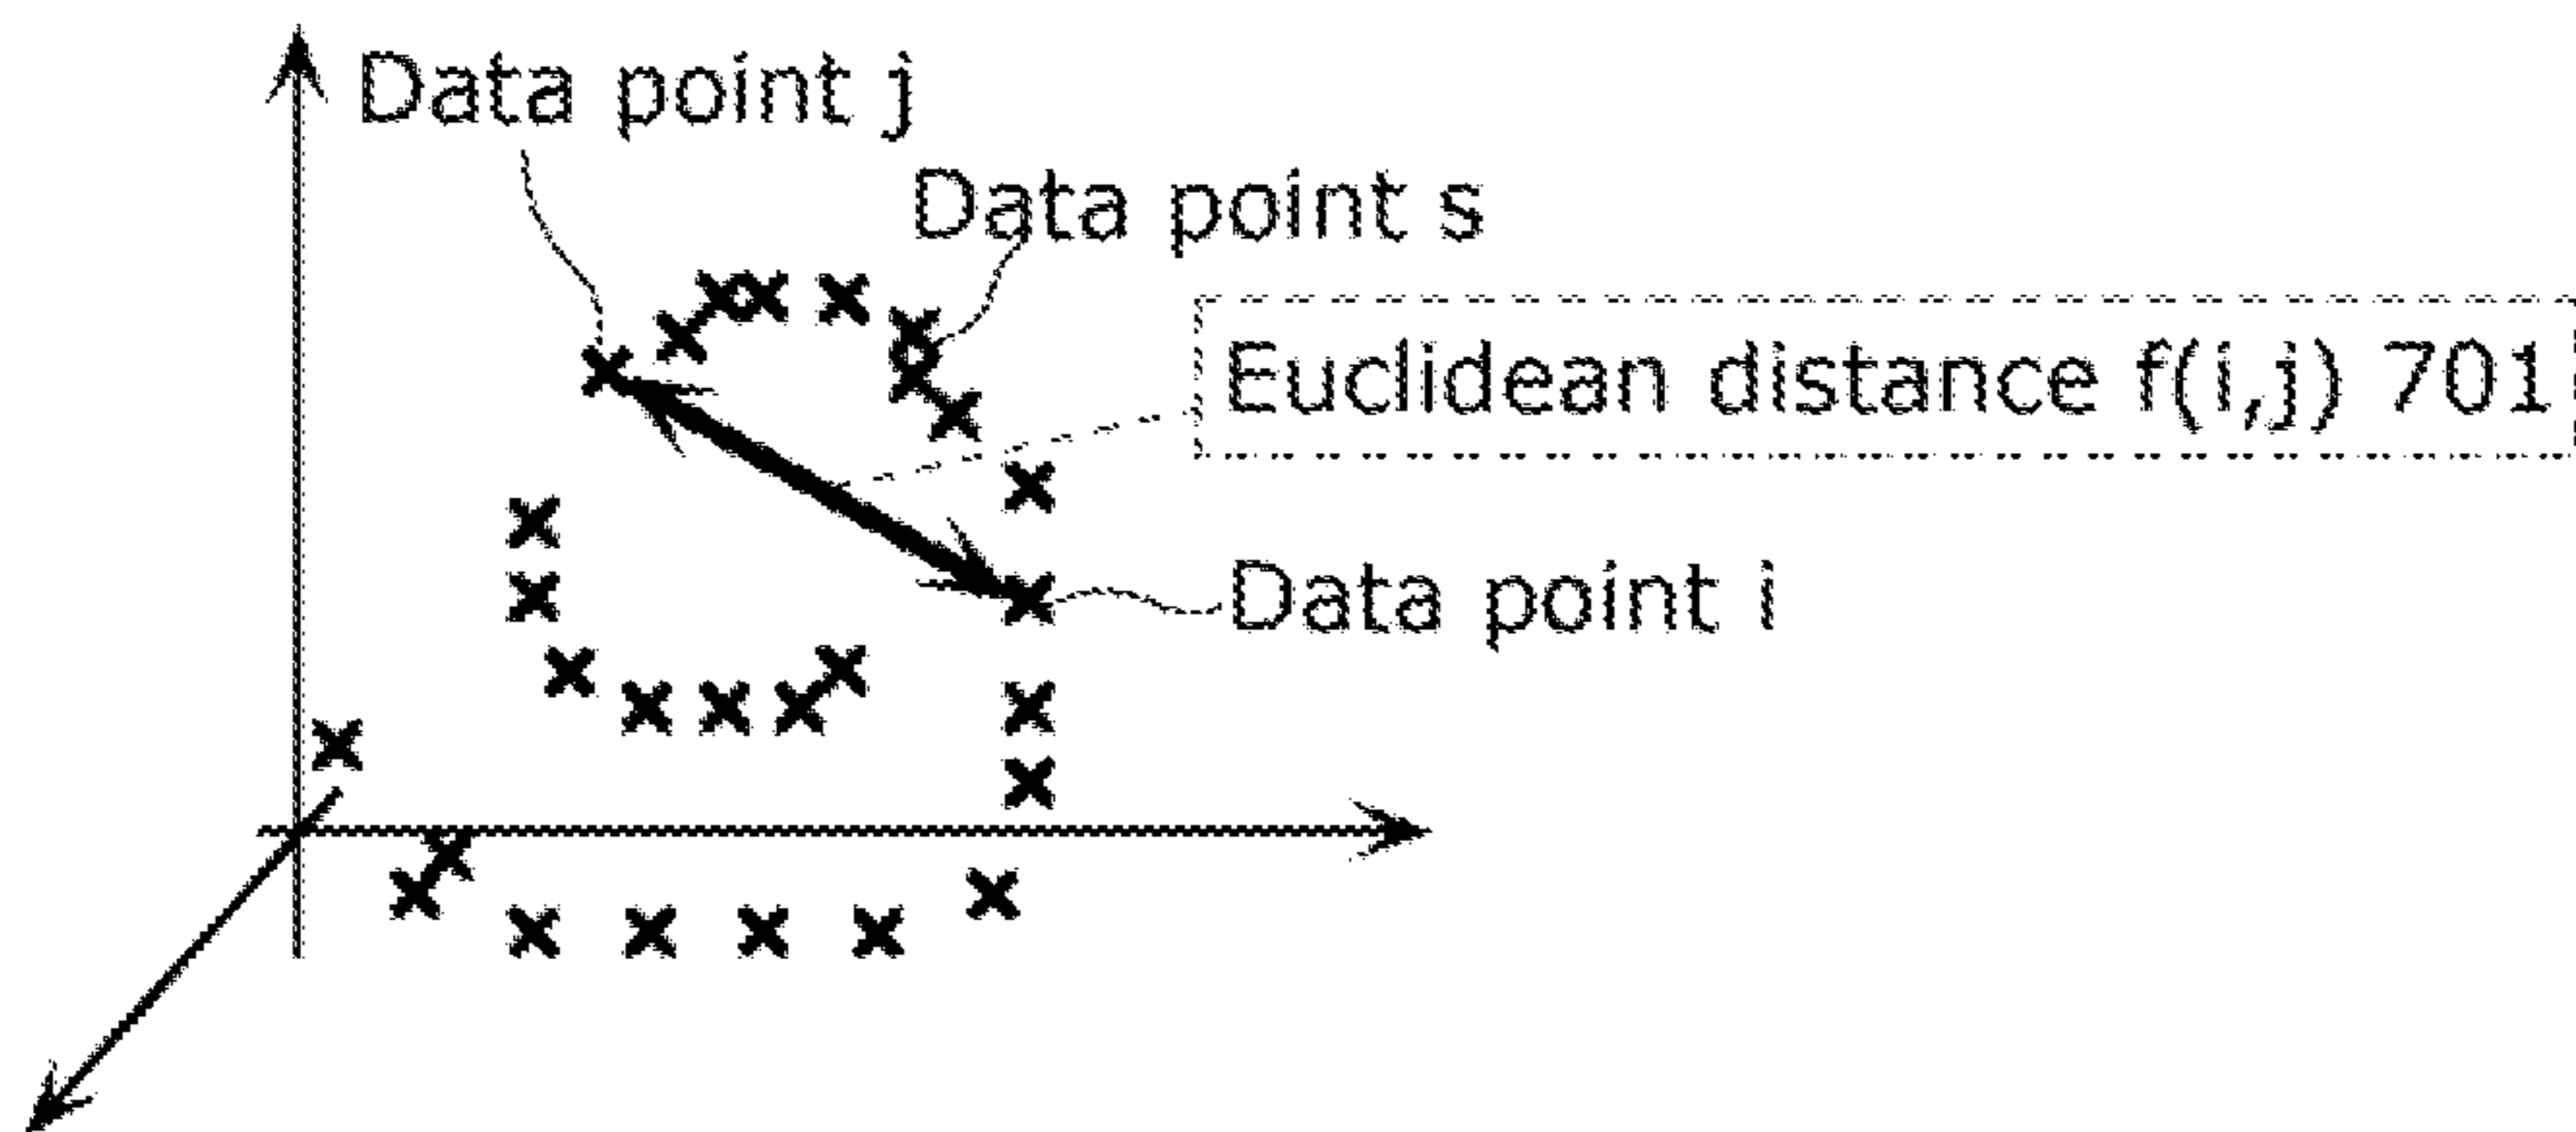 Data point j
Data point s
Euclidean distance f(i,j) 701
Data point i